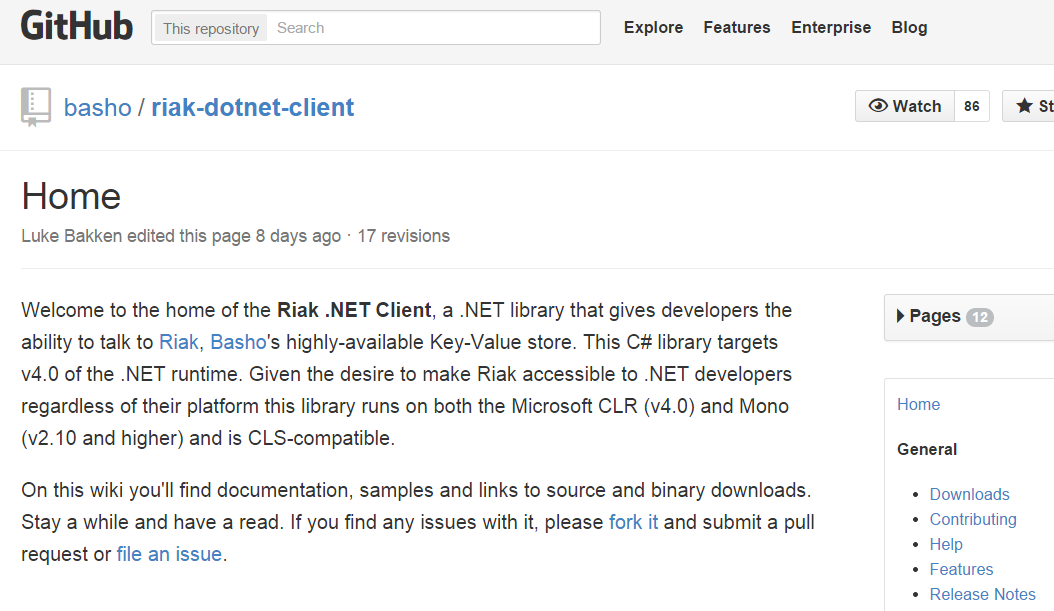 GitHub This repository Search Explore Features Enterprise Blog
basho / riak-dotnet-client Watch 86 St
Home
Luke Bakken edited this page 8 days ago · 17 revisions
Welcome to the home of the Riak .NET Client, a .NET library that gives developers the
ability to talk to Riak, Basho's highly-available Key-Value store. This C# library targets
v4.0 of the .NET runtime. Given the desire to make Riak accessible to .NET developers
regardless of their platform this library runs on both the Microsoft CLR (v4.0) and Mono
(v2.10 and higher) and is CLS-compatible.
On this wiki you'll find documentation, samples and links to source and binary downloads.
Stay a while and have a read. If you find any issues with it, please fork it and submit a pull
request or file an issue.
Pages 12
Home
General
• Downloads
• Contributing
• Help
• Features
• Release Notes